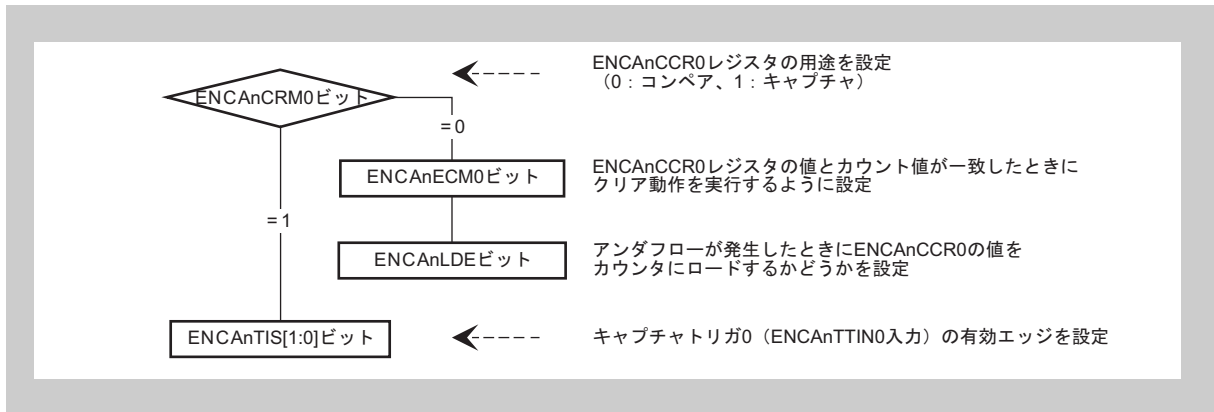 ENCAnCCR0レジスタの用途を設定
（0：コンペア、1：キャプチャ）
ENCAnCRM0ビット
=0
ENCAnECM0ビット
ENCAnCCR0レジスタの値とカウント値が一致したときに
クリア動作を実行するように設定
=1
ENCAnLDEビット
アンダフローが発生したときにENCAnCCR0の値を
カウンタにロードするかどうかを設定
ENCAnTIS[1:0]ビット
キャプチャトリガ0（ENCAnTTIN0入力）の有効エッジを設定